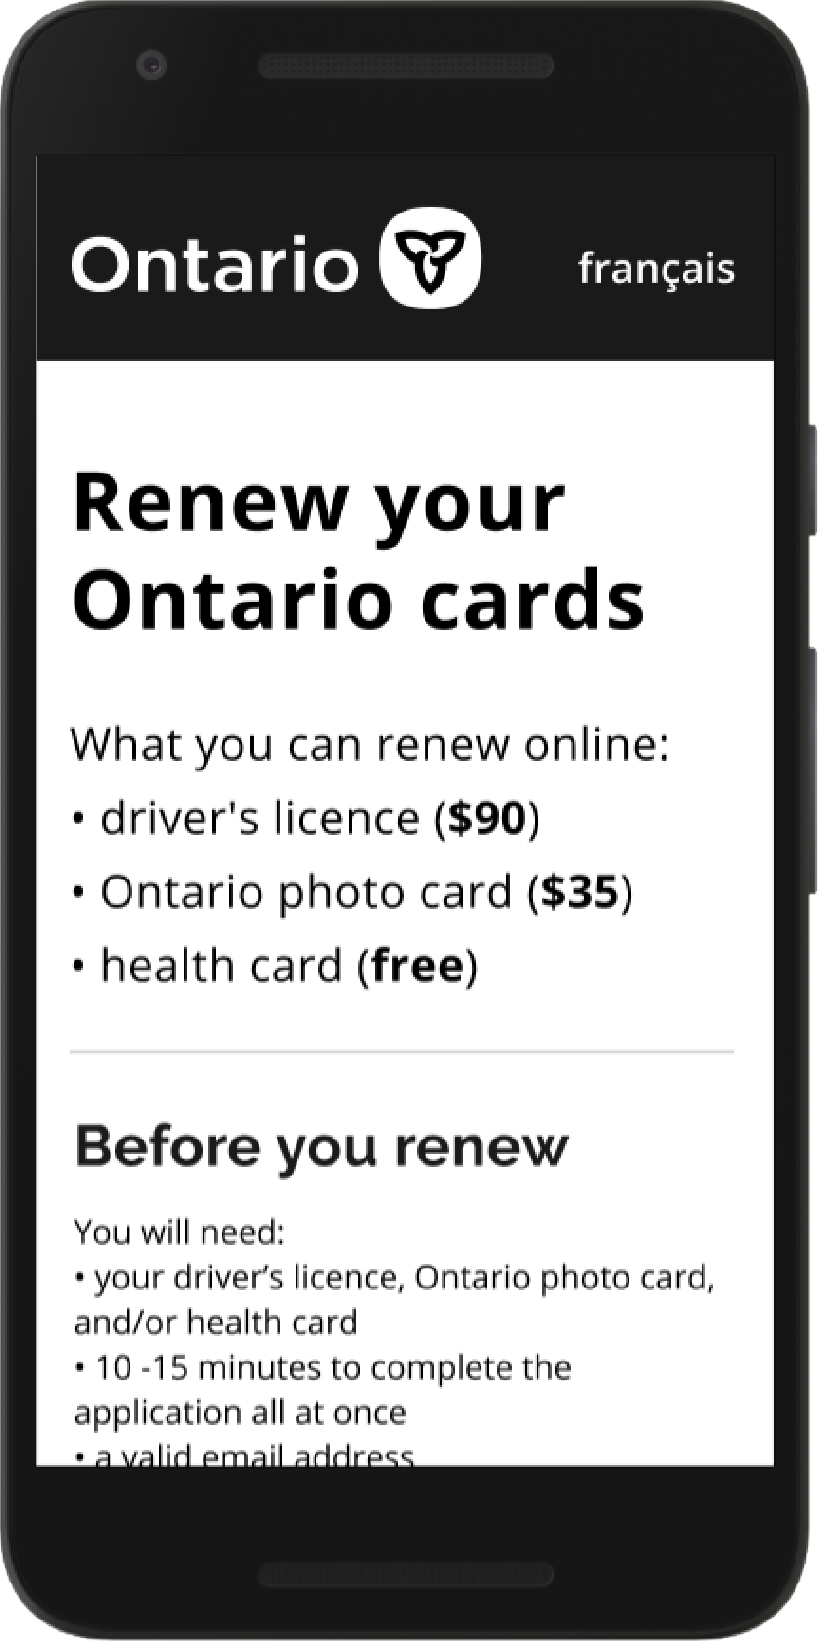 Ontario
français
Renew your
Ontario cards
What you can renew online:
• driver's licence ($90)
• Ontario photo card ($35)
• health card (free)
Before you renew
You will need:
• your driver’s licence, Ontario photo card,
and/or health card
• 10 -15 minutes to complete the
application all at once
• a valid email address